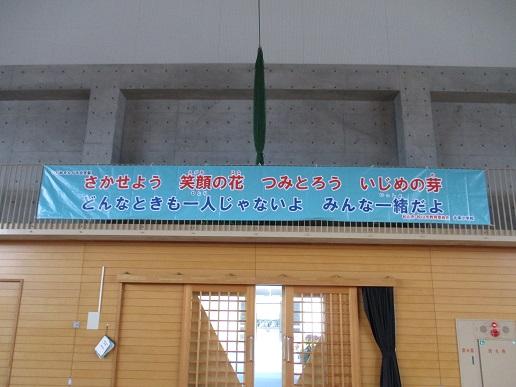 さかせよう 笑顔の花 つみとろう いじめの芽
どんなときも一人じゃないよ みんな一緒だよ